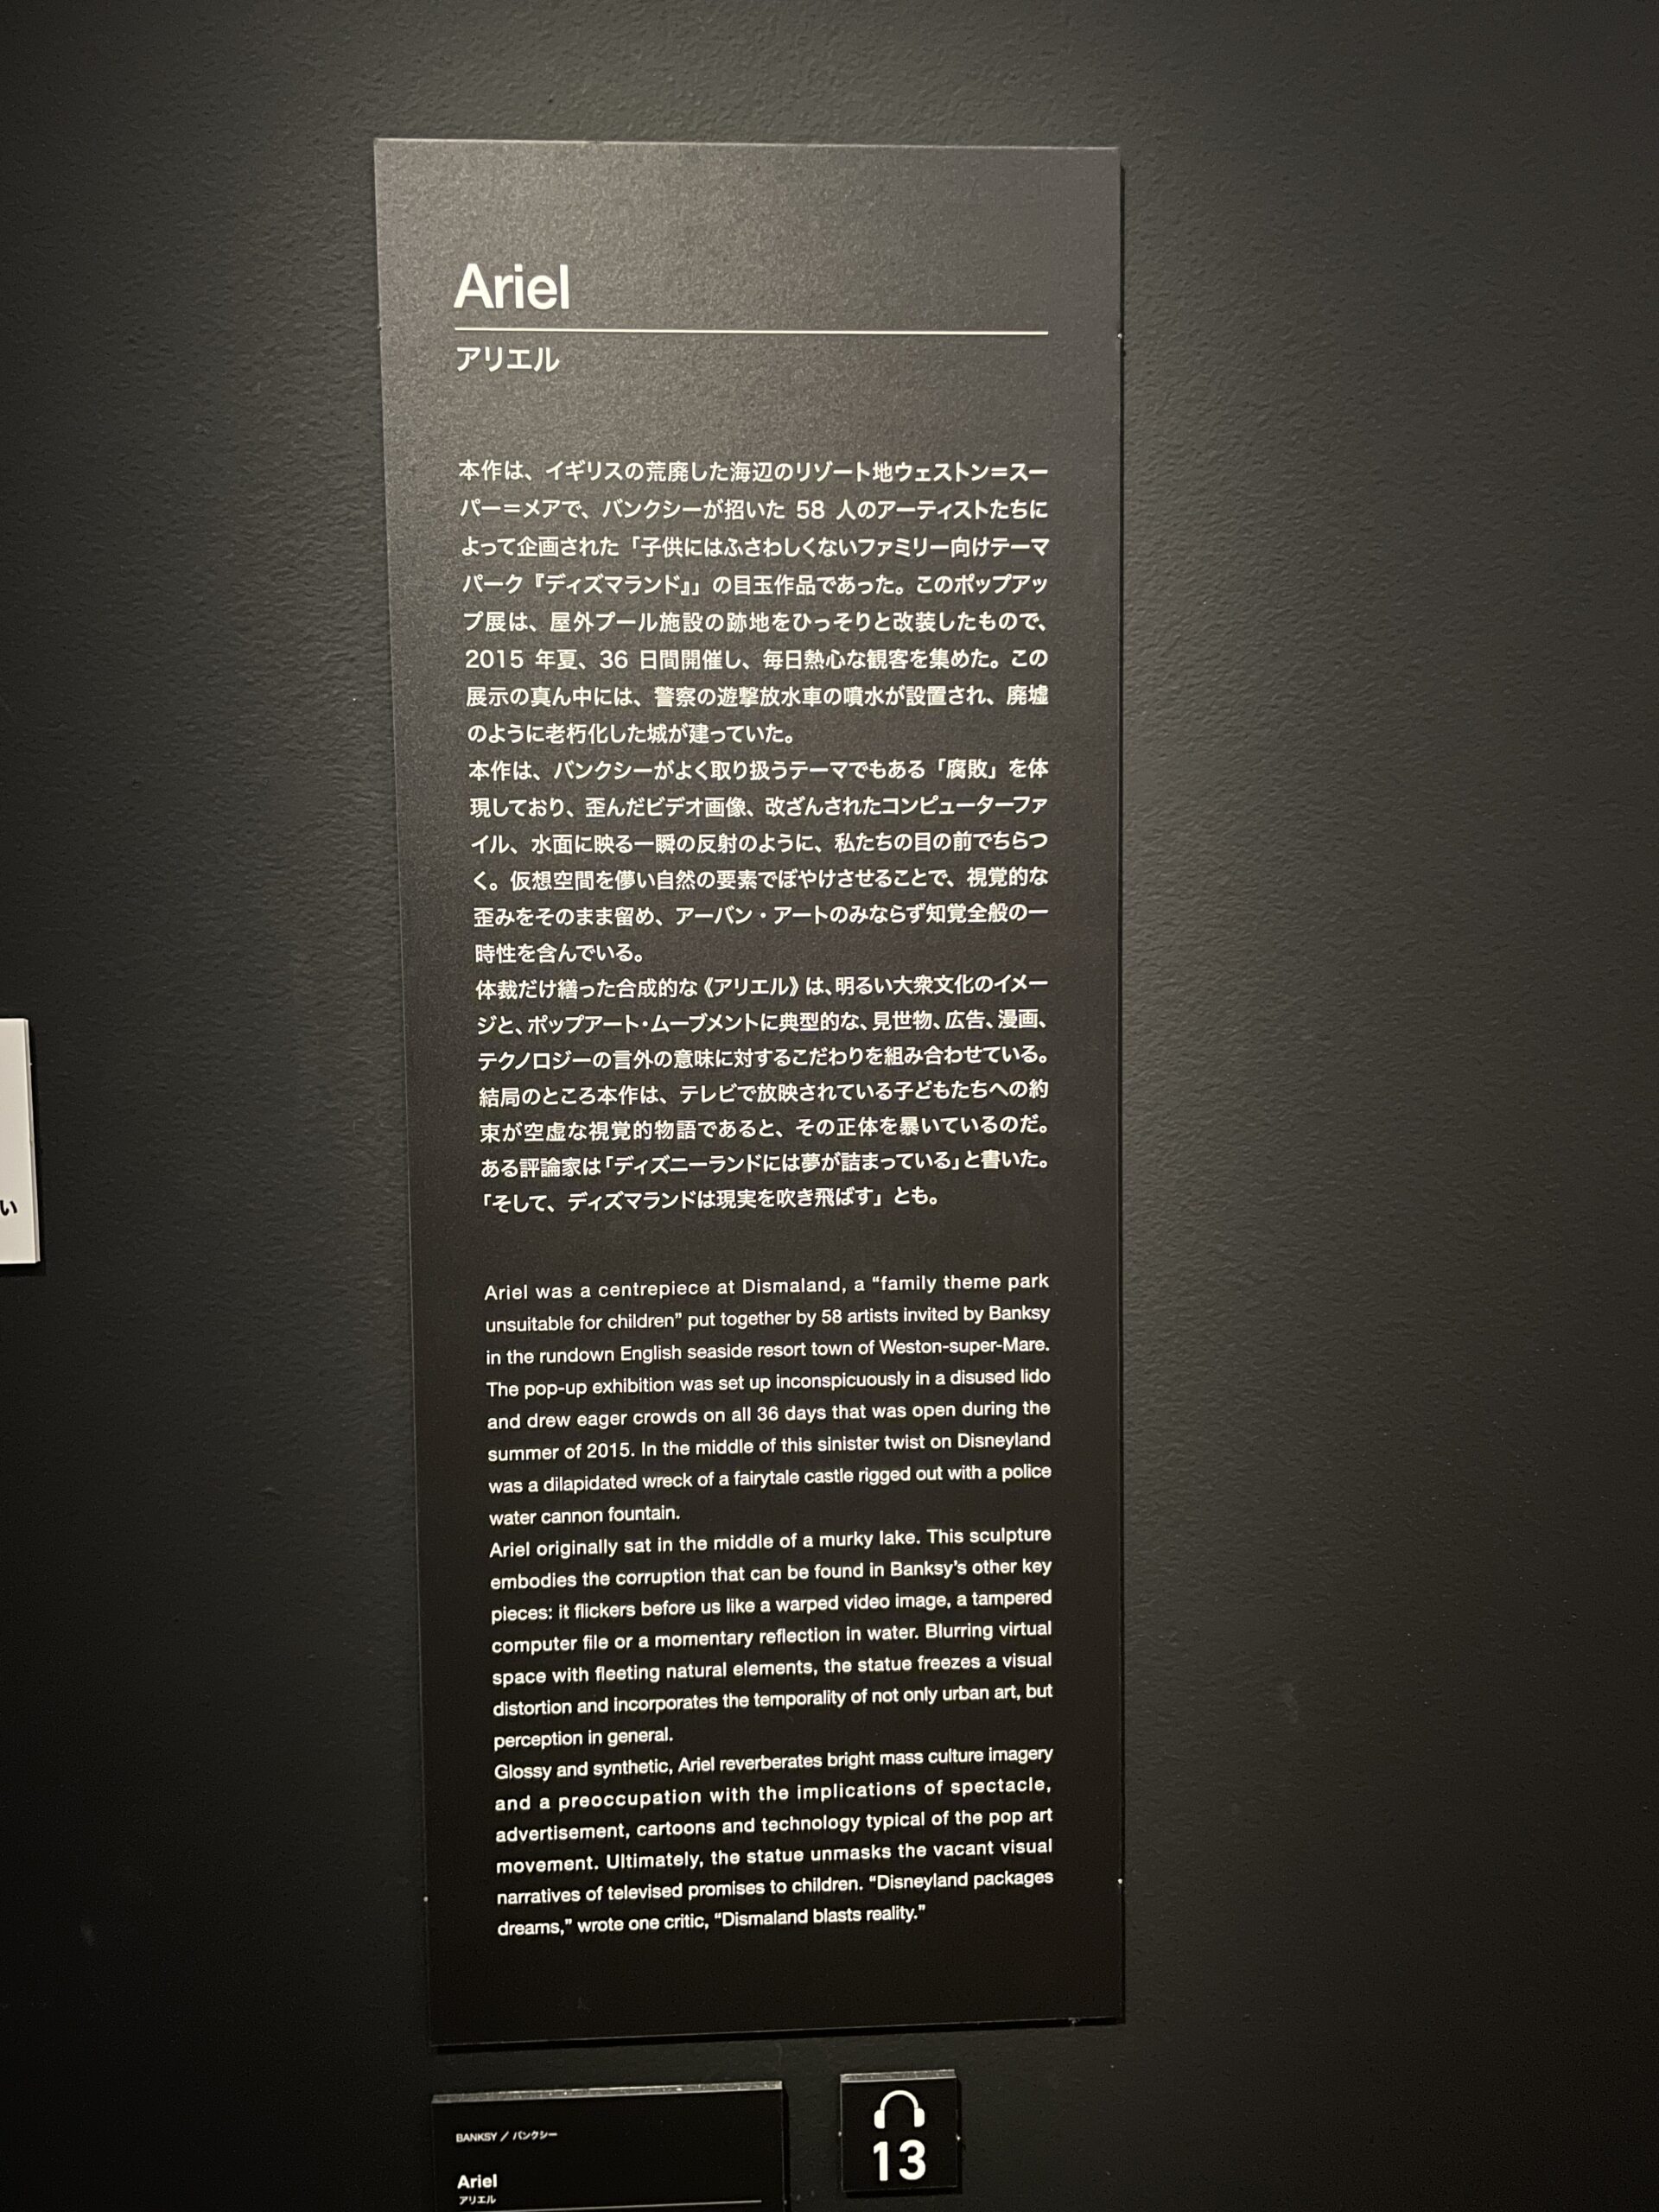 Ariel
アリエル
本作は、イギリスの荒廃した海辺のリゾート地ウェストン＝スー
パー＝メアで、バンクシーが招いた 58 人のアーティストたちに
よって企画された「子供にはふさわしくないファミリー向けテーマ
パーク『ディズマランド』」の目玉作品であった。このポップアッ
プ展は、屋外プール施設の跡地をひっそりと改装したもので、
2015 年夏、36 日間開催し、毎日熱心な観客を集めた。この
展示の真ん中には、警察の遊撃放水車の噴水が設置され、廃墟
のように老朽化した城が建っていた。
本作は、バンクシーがよく取り扱うテーマでもある「腐敗」を体
現しており、歪んだビデオ画像、改ざんされたコンピューターファ
イル、水面に映る一瞬の反射のように、私たちの目の前でちらつ
く。仮想空間を儚い自然の要素でぼやけさせることで、視覚的な
歪みをそのまま留め、アーバン・アートのみならず知覚全般の一
時性を含んでいる。
体裁だけ繕った合成的な《アリエル》は、明るい大衆文化のイメー
ジと、ポップアート・ムーブメントに典型的な、見世物、広告、漫画、
テクノロジーの言外の意味に対するこだわりを組み合わせている。
結局のところ本作は、テレビで放映されている子どもたちへの約
束が空虚な視覚的物語であると、その正体を暴いているのだ。
ある評論家は「ディズニーランドには夢が詰まっている」と書いた。
「そして、ディズマランドは現実を吹き飛ばす」とも。
Ariel was a centrepiece at Dismaland, a “family theme park
unsuitable for children” put together by 58 artists invited by Banksy
in the rundown English seaside resort town of Weston-super-Mare.
The pop-up exhibition was set up inconspicuously in a disused lido
and drew eager crowds on all 36 days that was open during the
summer of 2015. In the middle of this sinister twist on Disneyland
was a dilapidated wreck of a fairytale castle rigged out with a police
water cannon fountain.
Ariel originally sat in the middle of a murky lake. This sculpture
embodies the corruption that can be found in Banksy’s other key
pieces: it flickers before us like a warped video image, a tampered
computer file or a momentary reflection in water. Blurring virtual
space with fleeting natural elements, the statue freezes a visual
distortion and incorporates the temporality of not only urban art, but
perception in general.
Glossy and synthetic, Ariel reverberates bright mass culture imagery
and a preoccupation with the implications of spectacle,
advertisement, cartoons and technology typical of the pop art
movement. Ultimately, the statue unmasks the vacant visual
narratives of televised promises to children. “Disneyland packages
dreams,” wrote one critic, “Dismaland blasts reality.”
い
BANKSY ／ バンクシー
Ariel
アリエル
13